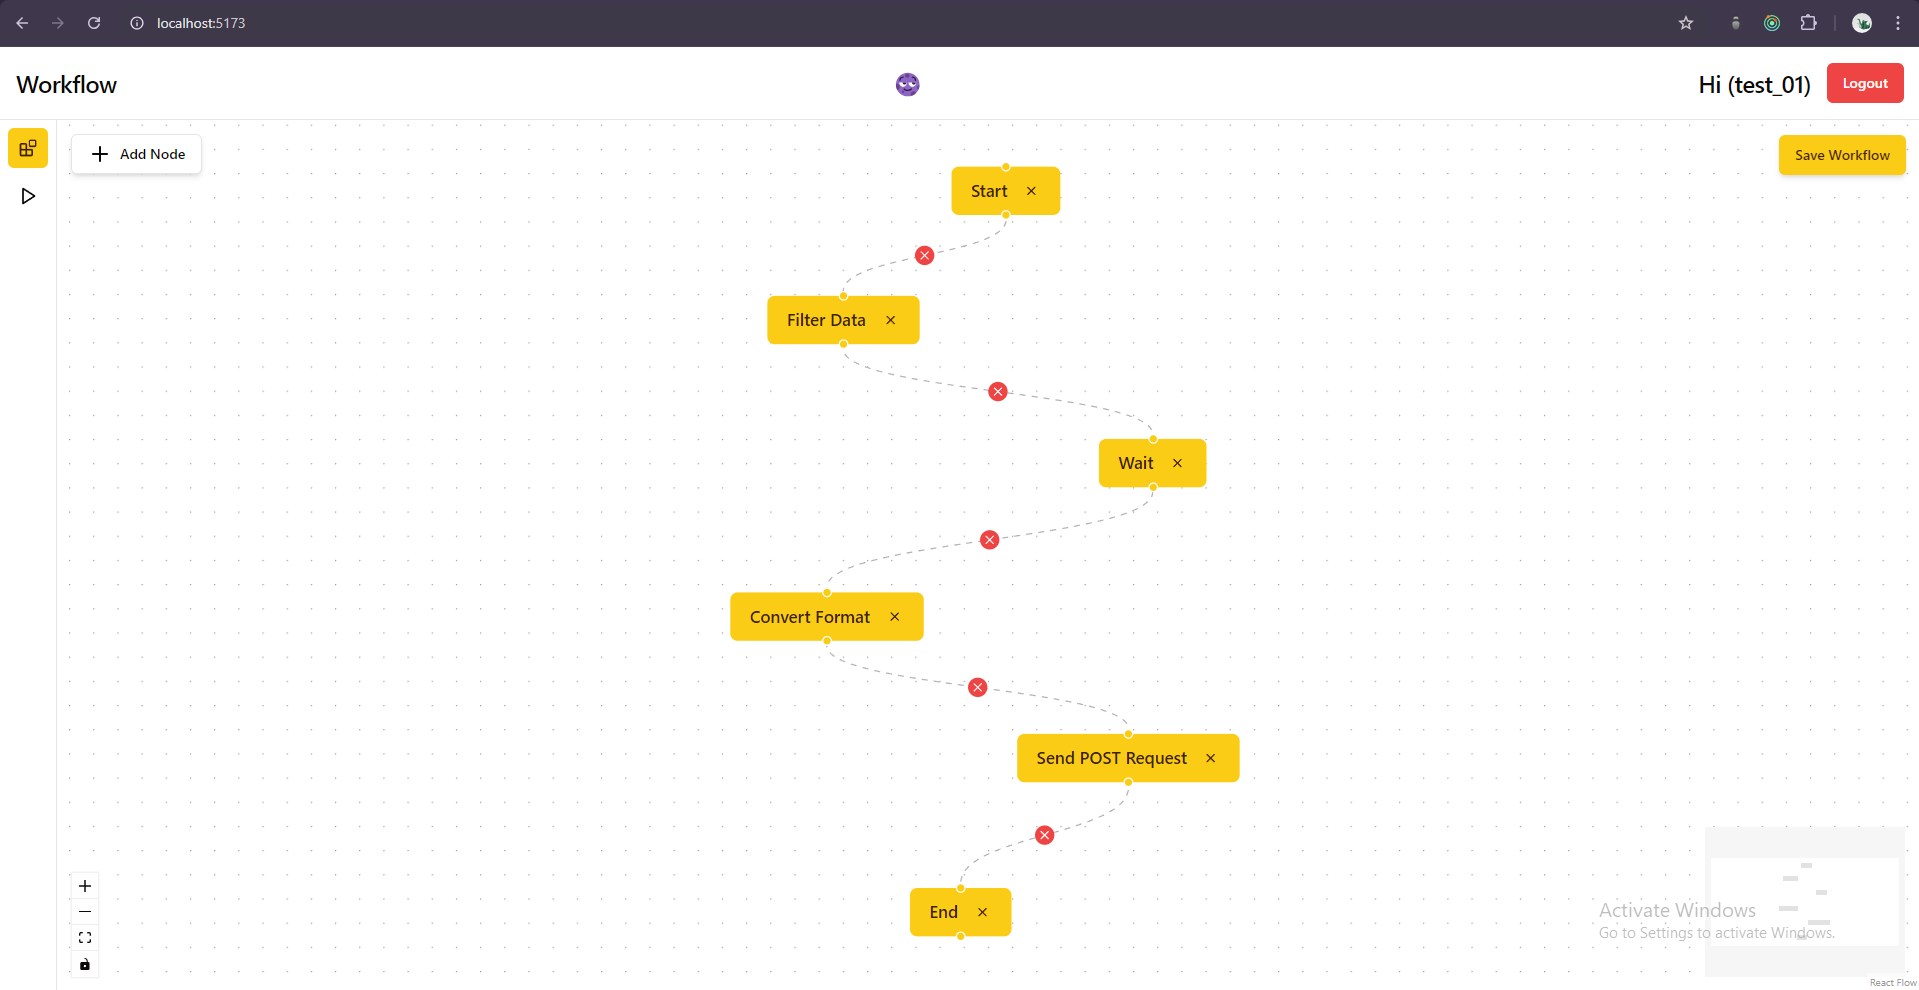 localhost:5173
Workflow
Hi (test_01)
Logout
Add Node
Save Workflow
Start
Filter Data
Wait
Convert Format
Send POST Request
End
Activate Windows
Go to Settings to activate Windows.
React Flow